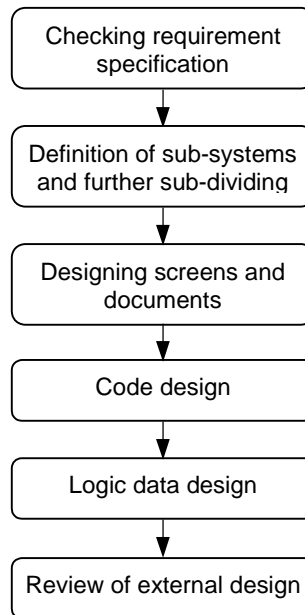 Checking requirement
specification
Definition of sub-systems
and further sub-dividing
Designing screens and
documents
Code design
Logic data design
Review of external design